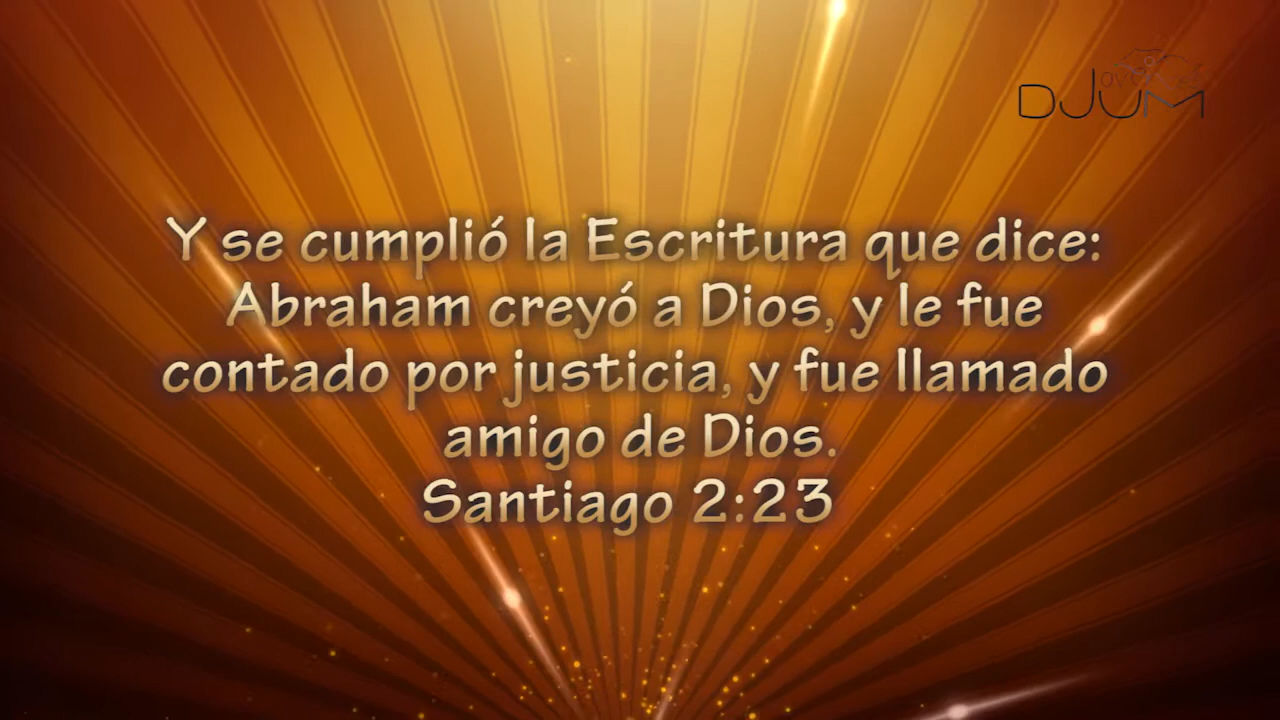 DJUM
Y se cumplió la Escritura que dice:
Abraham creyó a Dios, y le fue
contado por justicia, y fue llamado
amigo de Dios.
Santiago 2:23